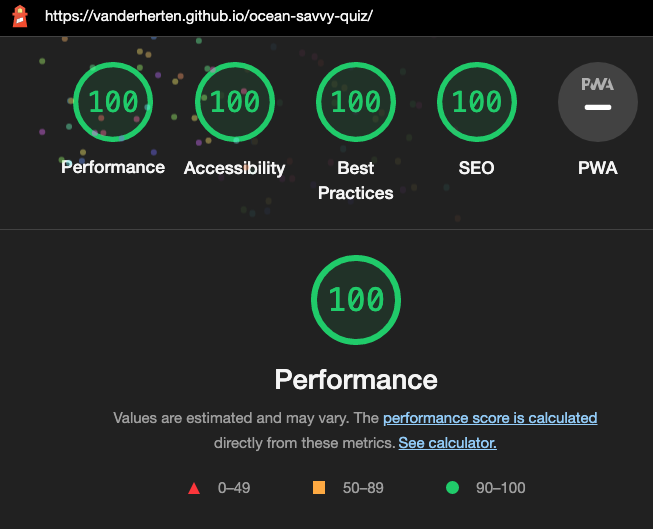 https://vanderherten.github.io/ocean-savvy-quiz/
100 100 100 100 PWA
Performance Accessibility Best Practices SEO PWA
100
Performance
Values are estimated and may vary. The performance score is calculated
directly from these metrics. See calculator.
0–49 50–89 90–100